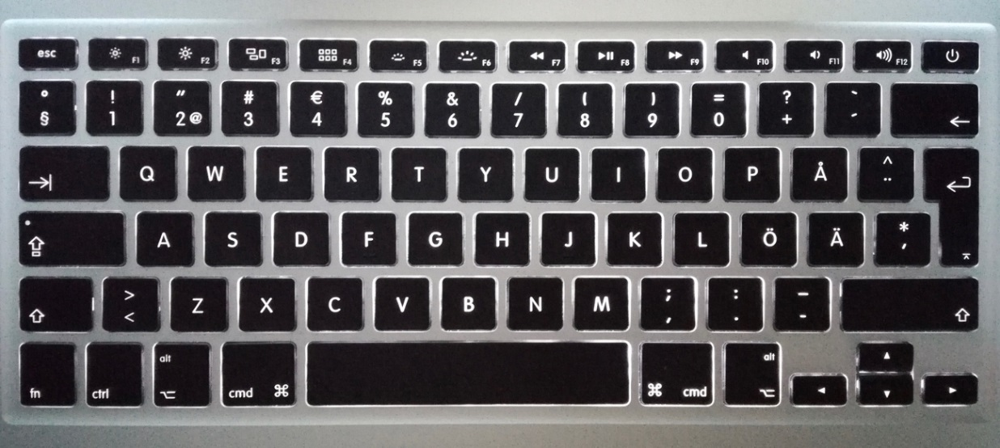 esc F1 F2 F3 F4 F5 F6 F7 F8 F9 F10 F11 F12
° ! " # € % & / ( ) = ? `
§ 1 2 @ 3 4 5 6 7 8 9 0 + ´ ←
→| Q W E R T Y U I O P Å ^
¨
A S D F G H J K L Ö Ä *
'
> ; : _
< Z X C V B N M , . -
alt alt
fn ctrl ⌥ cmd ⌘ ⌘ cmd ⌥ ◄ ▲ ▼ ►